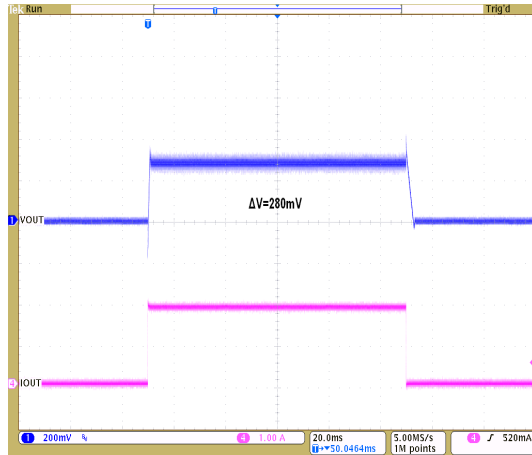 Tek Run Trig'd
T
T
ΔV=280mV
1 VOUT
4 IOUT
1 200mV 4 1.00 A 20.0ms 5.00MS/s 4 520mA
T→▼50.0464ms 1M points